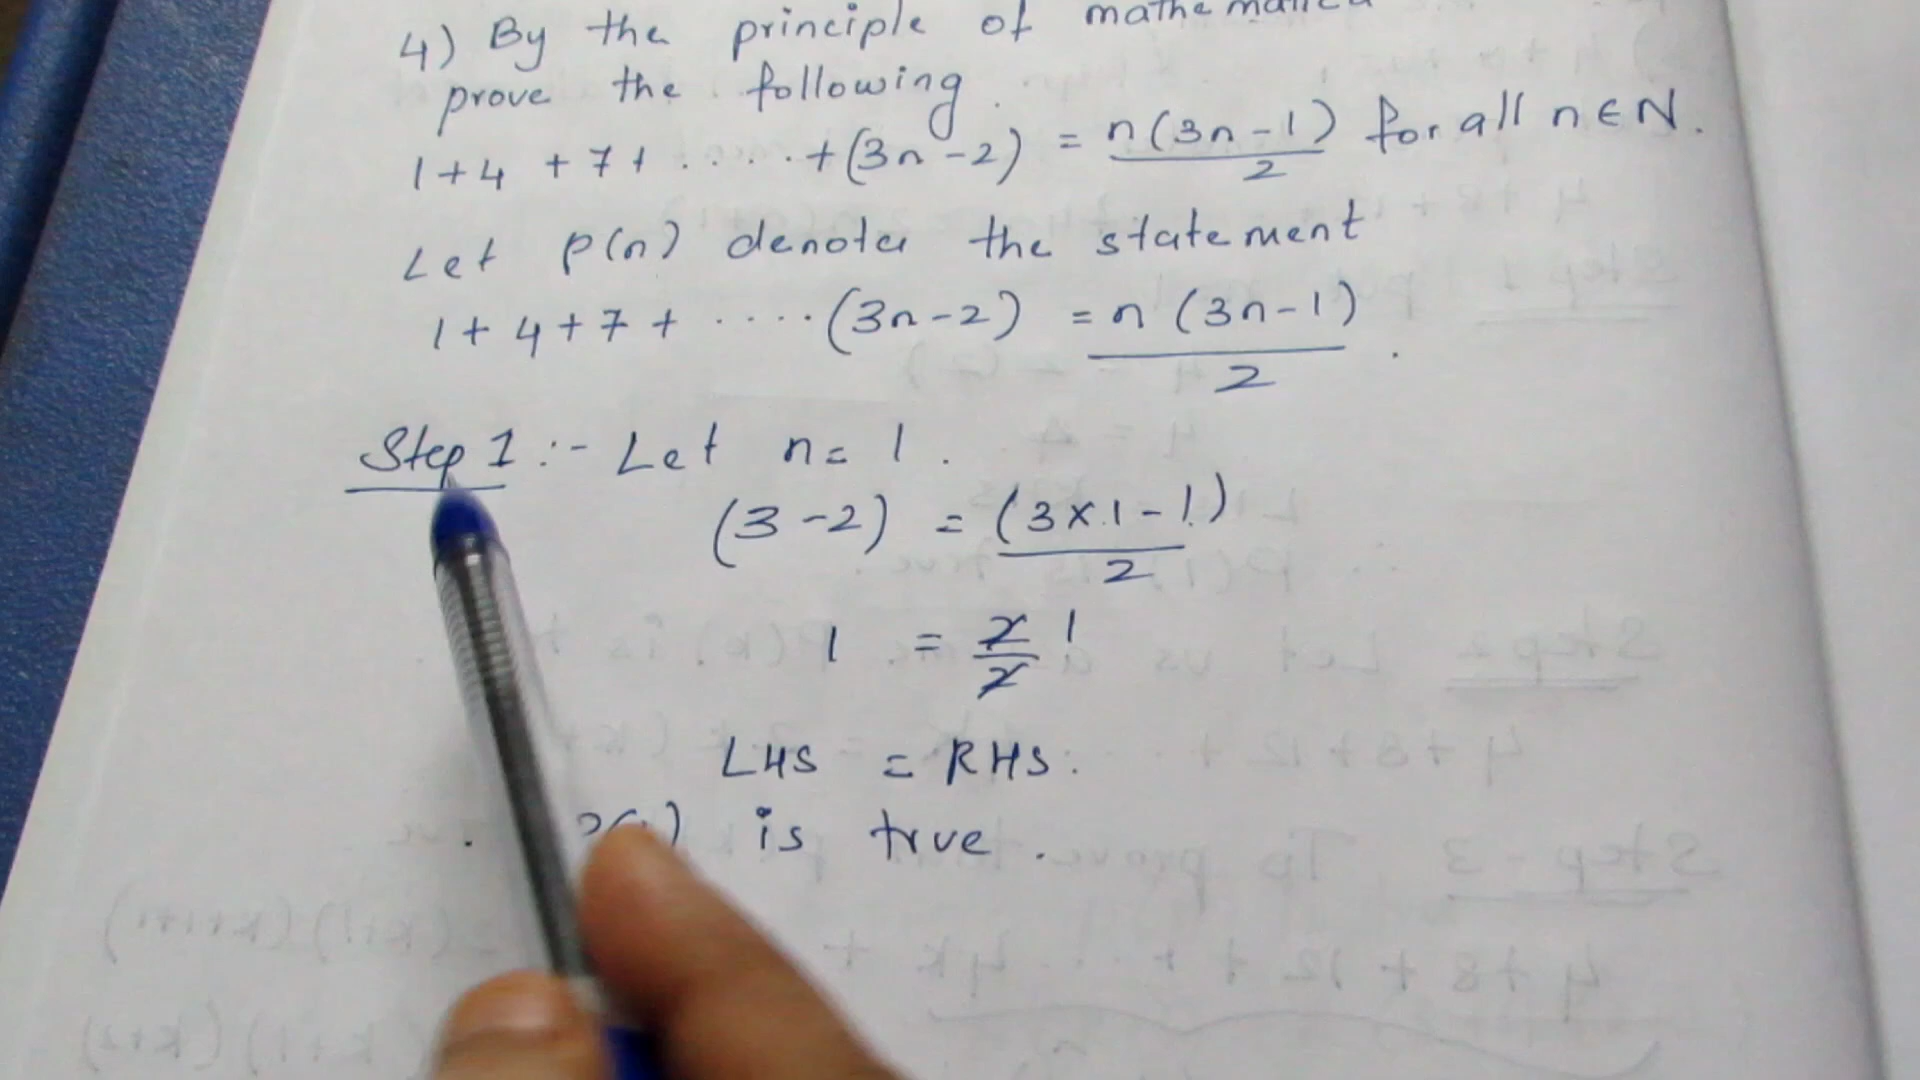 4) By the principle of
prove the following.
1+4+7+.....+(3n-2) = n(3n-1)/2 for all n∈N.
Let P(n) denotes the statement
1+4+7+.....(3n-2) = n(3n-1)/2.
Step 1 :- Let n=1.
(3-2) = (3×1-1)/2
1 = 2/2 1
LHS = RHS.
is true.